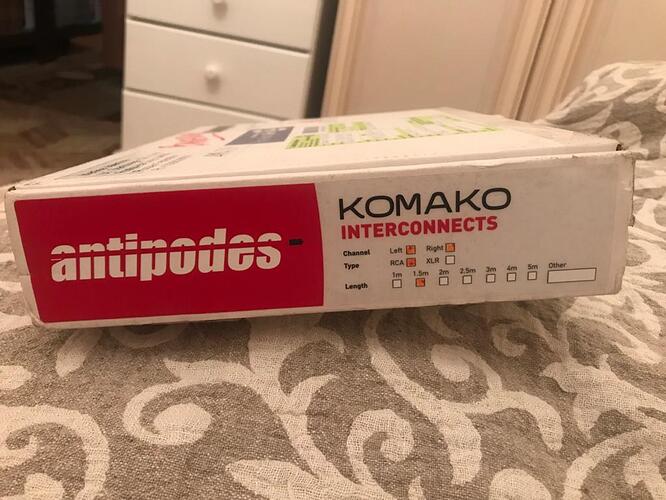 antipodes
KOMAKO
INTERCONNECTS
Channel Left Right
Type RCA XLR
Length 1m 1.5m 2m 2.5m 3m 4m 5m Other